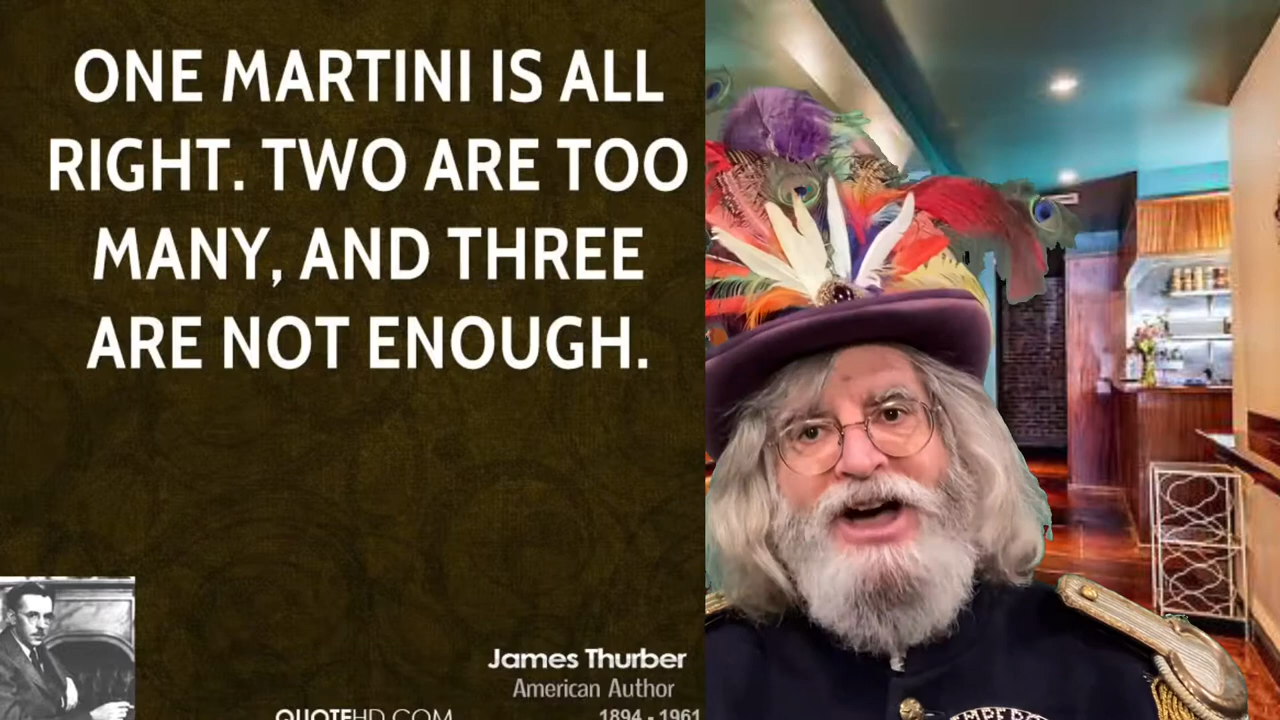 ONE MARTINI IS ALL
RIGHT. TWO ARE TOO
MANY, AND THREE
ARE NOT ENOUGH.
James Thurber
American Author
1894 - 1961
QUOTEHD.COM
EMPEROR